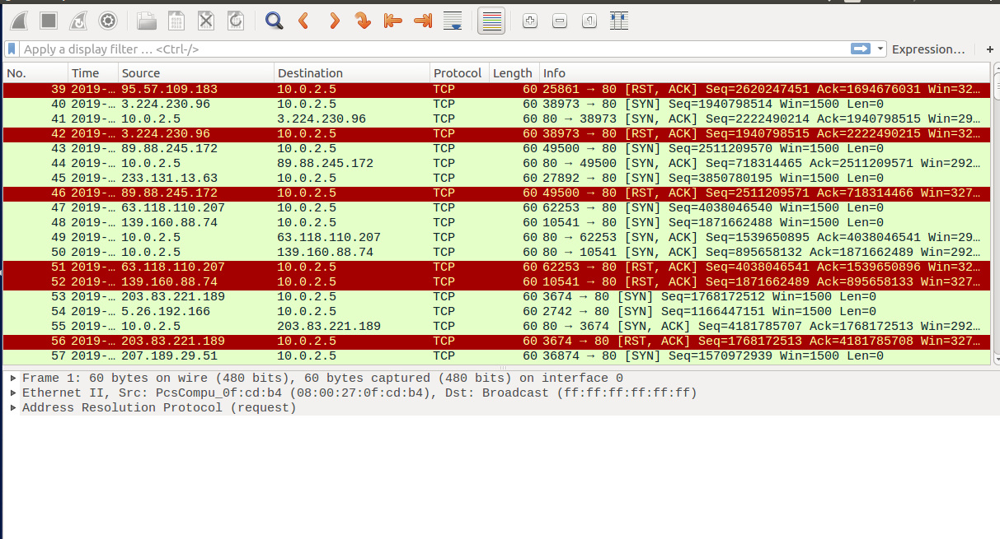 Apply a display filter … <Ctrl-/> Expression… +
No. Time Source Destination Protocol Length Info
39 2019-… 95.57.109.183 10.0.2.5 TCP 60 25861 → 80 [RST, ACK] Seq=2620247451 Ack=1694676031 Win=32…
40 2019-… 3.224.230.96 10.0.2.5 TCP 60 38973 → 80 [SYN] Seq=1940798514 Win=1500 Len=0
41 2019-… 10.0.2.5 3.224.230.96 TCP 60 80 → 38973 [SYN, ACK] Seq=2222490214 Ack=1940798515 Win=29…
42 2019-… 3.224.230.96 10.0.2.5 TCP 60 38973 → 80 [RST, ACK] Seq=1940798515 Ack=2222490215 Win=32…
43 2019-… 89.88.245.172 10.0.2.5 TCP 60 49500 → 80 [SYN] Seq=2511209570 Win=1500 Len=0
44 2019-… 10.0.2.5 89.88.245.172 TCP 60 80 → 49500 [SYN, ACK] Seq=718314465 Ack=2511209571 Win=292…
45 2019-… 233.131.13.63 10.0.2.5 TCP 60 27892 → 80 [SYN] Seq=3850780195 Win=1500 Len=0
46 2019-… 89.88.245.172 10.0.2.5 TCP 60 49500 → 80 [RST, ACK] Seq=2511209571 Ack=718314466 Win=327…
47 2019-… 63.118.110.207 10.0.2.5 TCP 60 62253 → 80 [SYN] Seq=4038046540 Win=1500 Len=0
48 2019-… 139.160.88.74 10.0.2.5 TCP 60 10541 → 80 [SYN] Seq=1871662488 Win=1500 Len=0
49 2019-… 10.0.2.5 63.118.110.207 TCP 60 80 → 62253 [SYN, ACK] Seq=1539650895 Ack=4038046541 Win=29…
50 2019-… 10.0.2.5 139.160.88.74 TCP 60 80 → 10541 [SYN, ACK] Seq=895658132 Ack=1871662489 Win=292…
51 2019-… 63.118.110.207 10.0.2.5 TCP 60 62253 → 80 [RST, ACK] Seq=4038046541 Ack=1539650896 Win=32…
52 2019-… 139.160.88.74 10.0.2.5 TCP 60 10541 → 80 [RST, ACK] Seq=1871662489 Ack=895658133 Win=327…
53 2019-… 203.83.221.189 10.0.2.5 TCP 60 3674 → 80 [SYN] Seq=1768172512 Win=1500 Len=0
54 2019-… 5.26.192.166 10.0.2.5 TCP 60 2742 → 80 [SYN] Seq=1166447151 Win=1500 Len=0
55 2019-… 10.0.2.5 203.83.221.189 TCP 60 80 → 3674 [SYN, ACK] Seq=4181785707 Ack=1768172513 Win=292…
56 2019-… 203.83.221.189 10.0.2.5 TCP 60 3674 → 80 [RST, ACK] Seq=1768172513 Ack=4181785708 Win=327…
57 2019-… 207.189.29.51 10.0.2.5 TCP 60 36874 → 80 [SYN] Seq=1570972939 Win=1500 Len=0
Frame 1: 60 bytes on wire (480 bits), 60 bytes captured (480 bits) on interface 0
Ethernet II, Src: PcsCompu_0f:cd:b4 (08:00:27:0f:cd:b4), Dst: Broadcast (ff:ff:ff:ff:ff:ff)
Address Resolution Protocol (request)